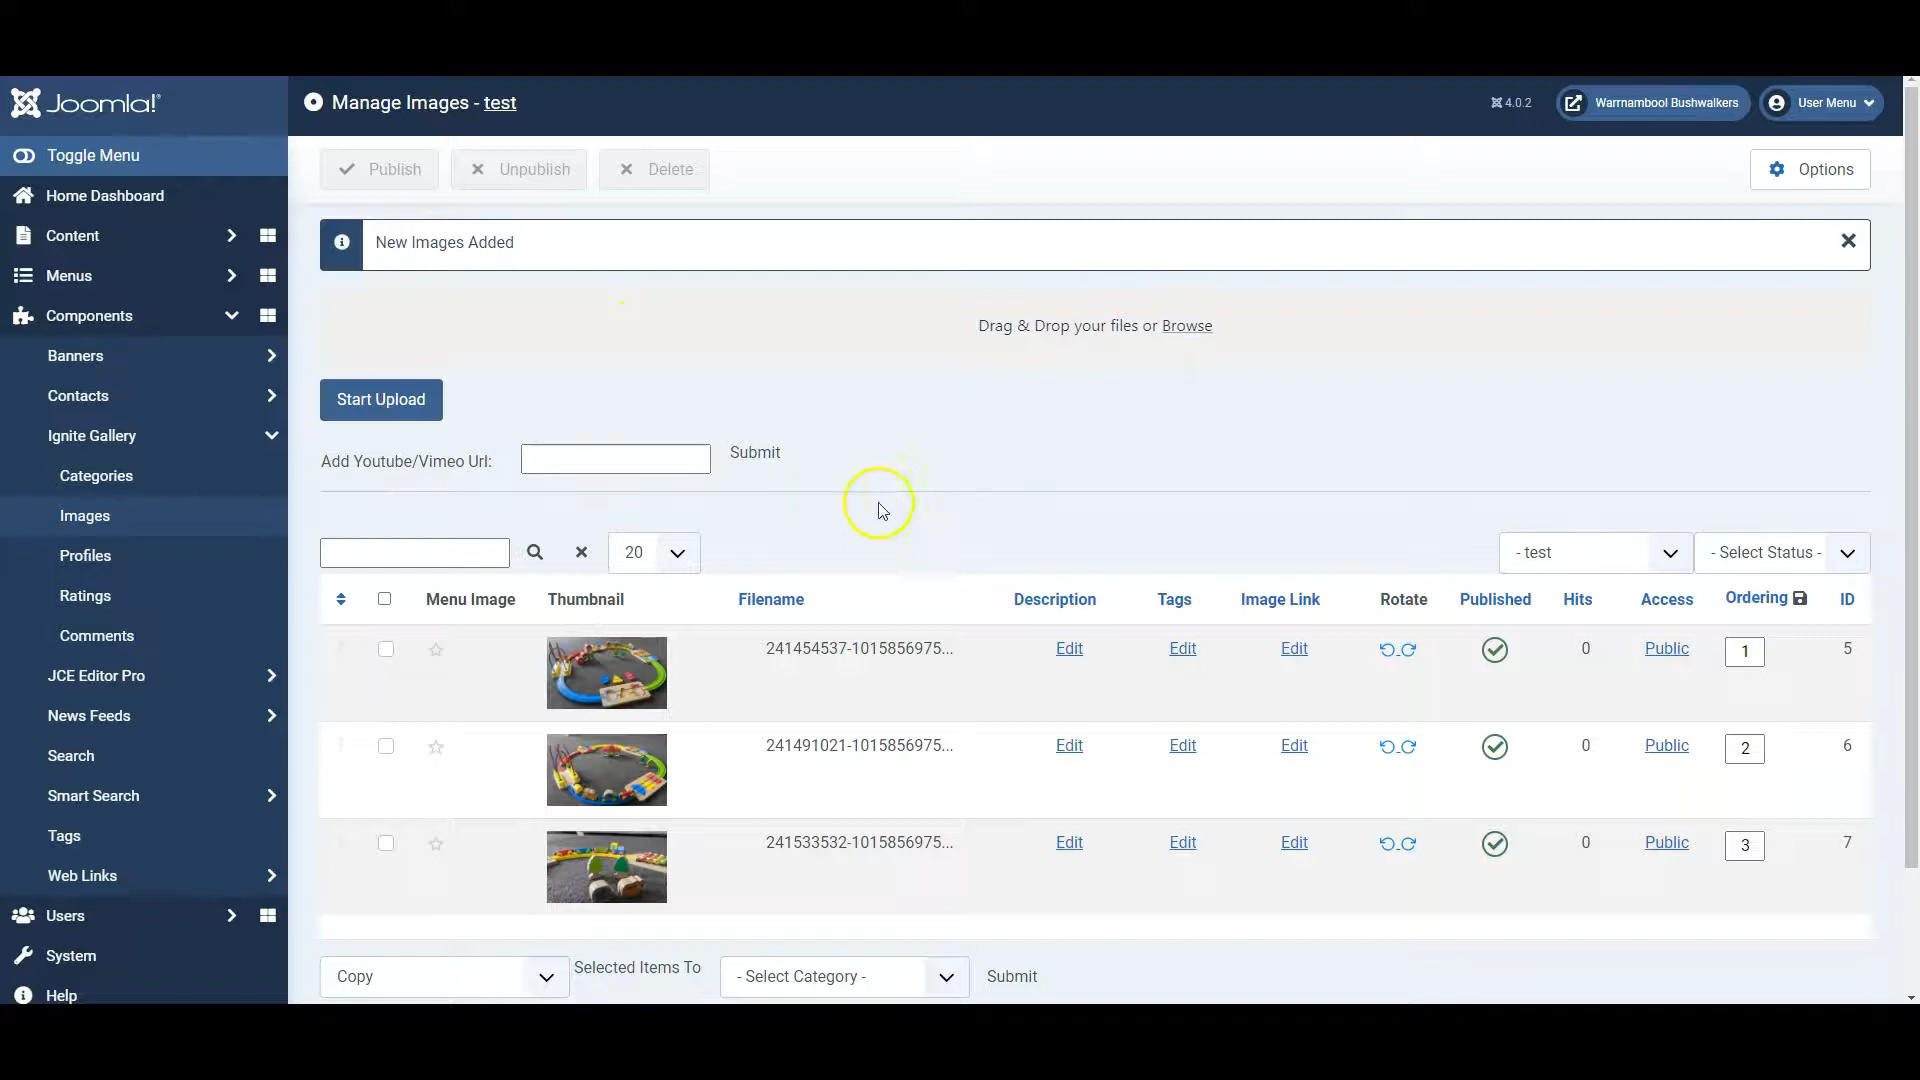 Joomla!®
Manage Images - test
4.0.2
Warrnambool Bushwalkers
User Menu
Toggle Menu
Home Dashboard
Content
Menus
Components
Banners
Contacts
Ignite Gallery
Categories
Images
Profiles
Ratings
Comments
JCE Editor Pro
News Feeds
Search
Smart Search
Tags
Web Links
Users
System
Help
Publish
Unpublish
Delete
Options
New Images Added
Drag & Drop your files or Browse
Start Upload
Add Youtube/Vimeo Url:
Submit
20
- test
- Select Status -
Menu Image Thumbnail Filename Description Tags Image Link Rotate Published Hits Access Ordering ID
241454537-1015856975... Edit Edit Edit 0 Public 1 5
241491021-1015856975... Edit Edit Edit 0 Public 2 6
241533532-1015856975... Edit Edit Edit 0 Public 3 7
Copy Selected Items To - Select Category - Submit